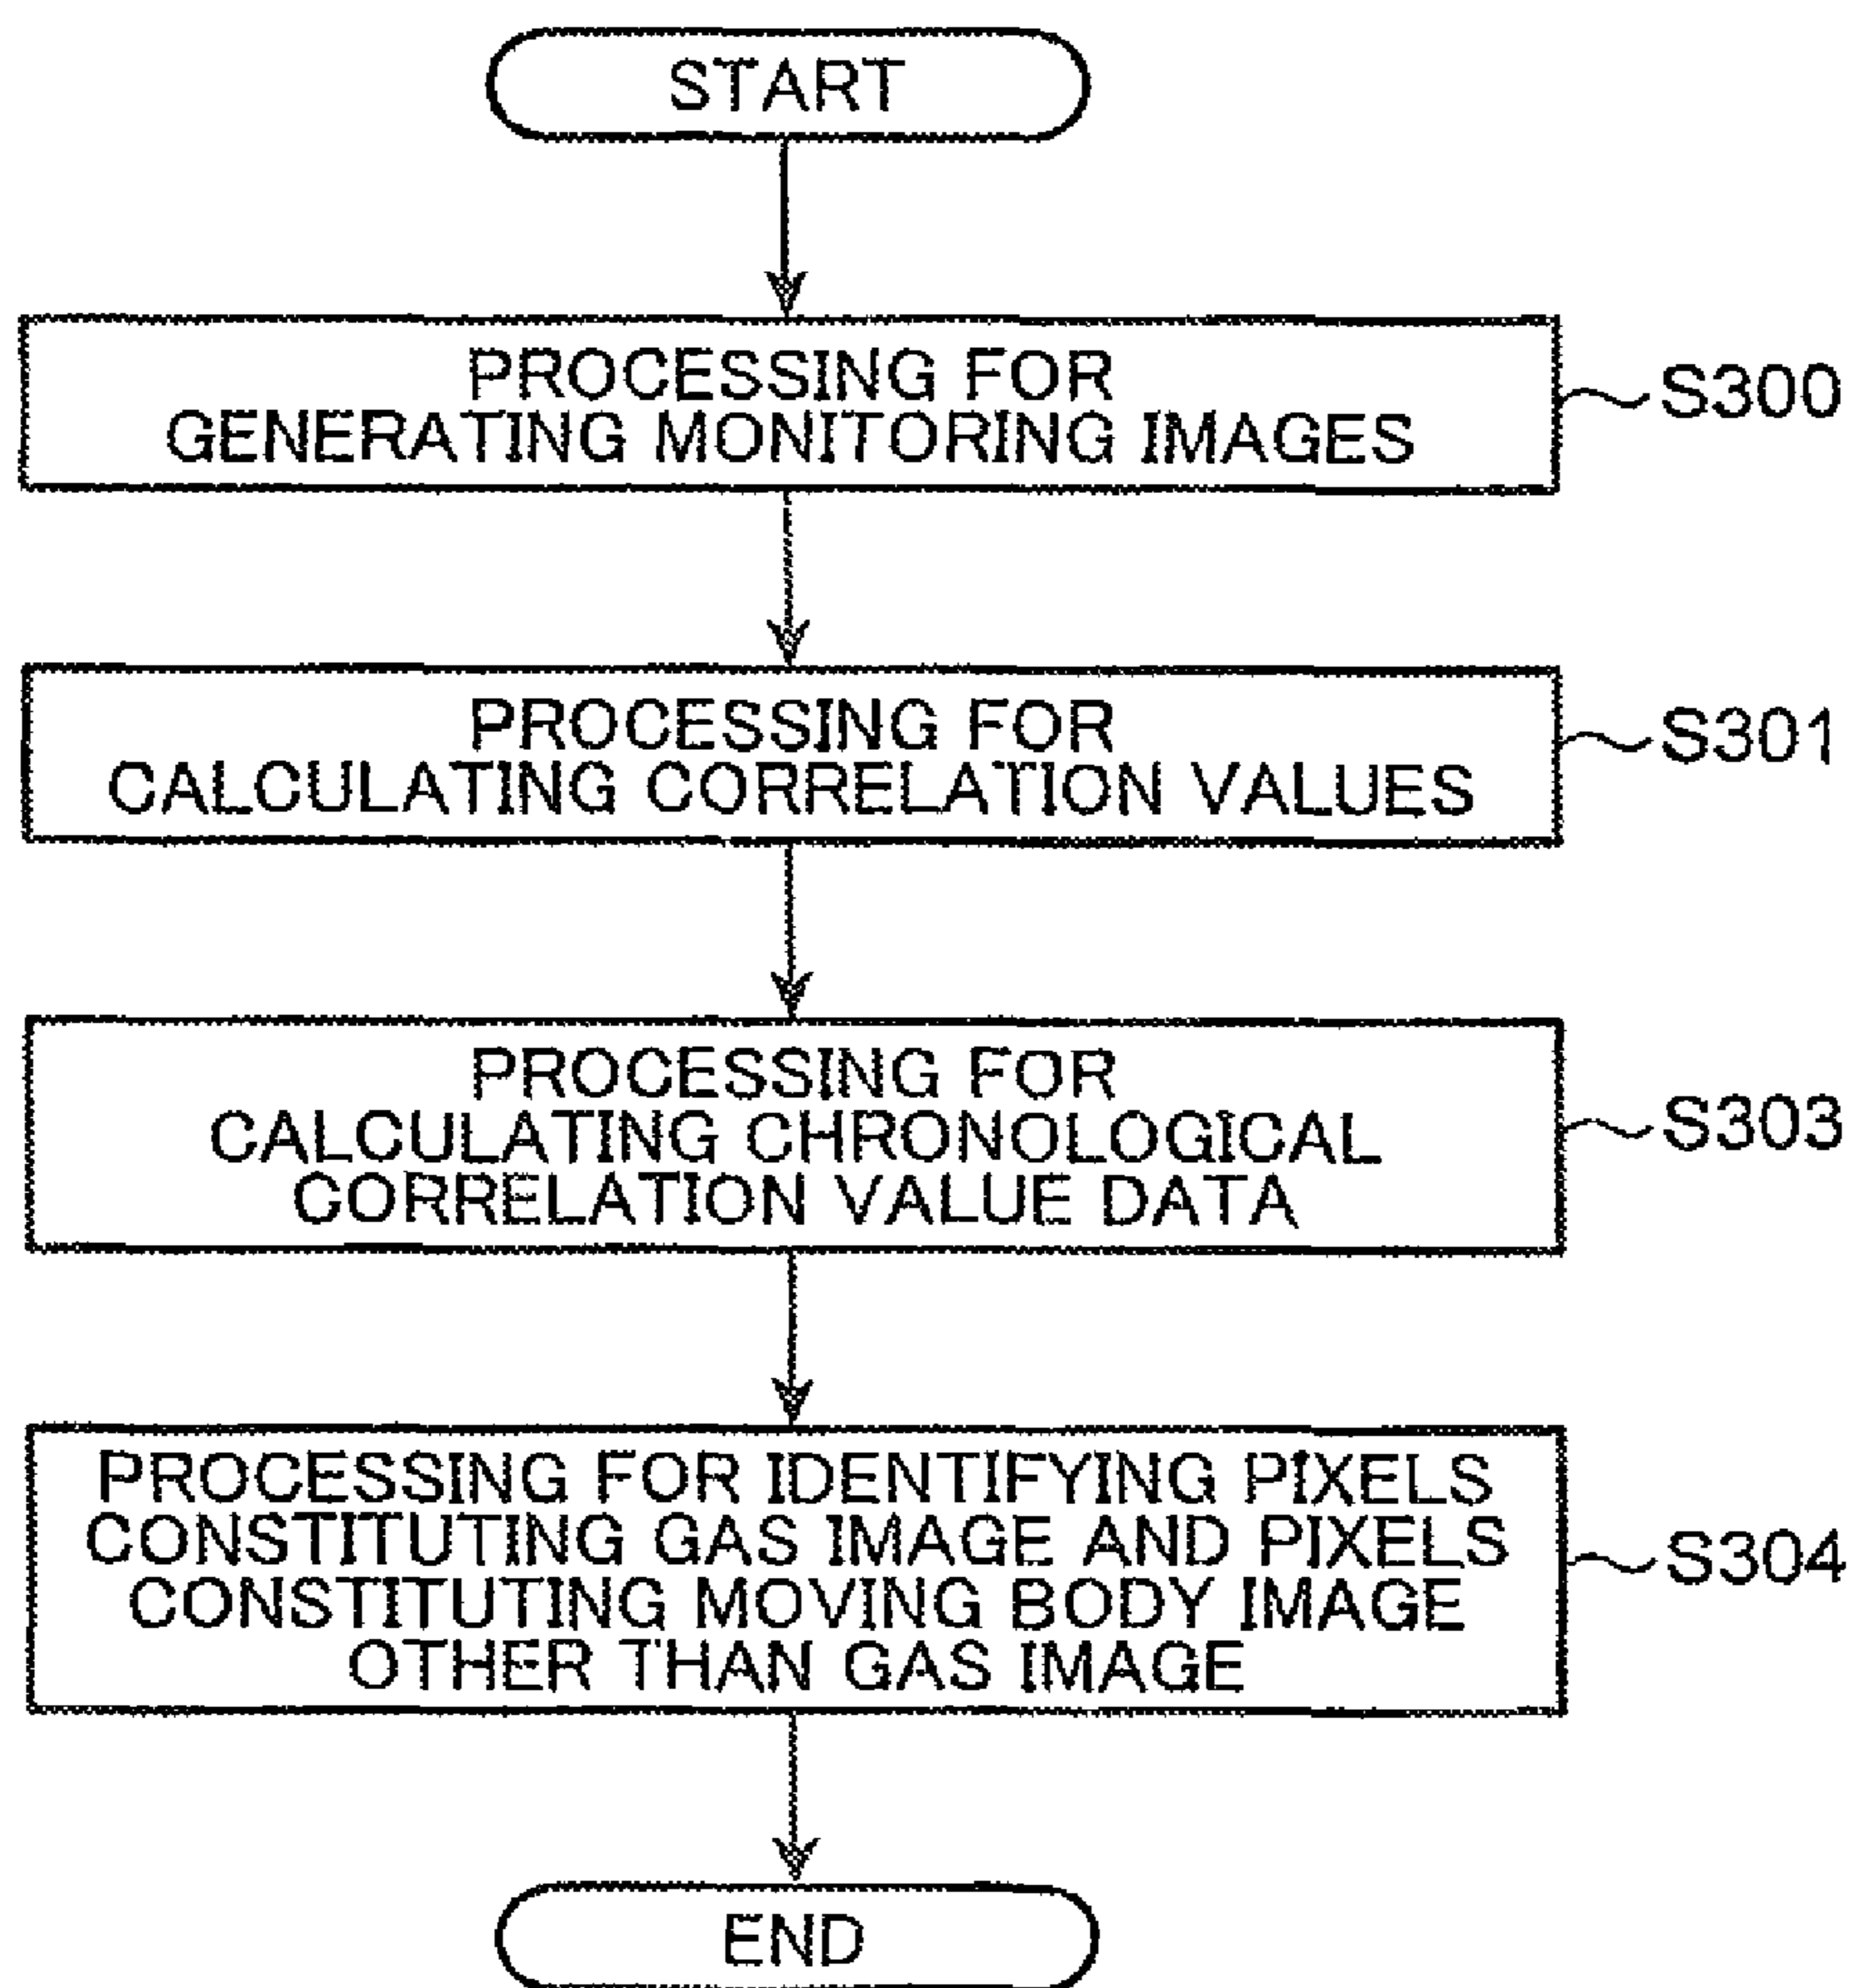 START
PROCESSING FOR
GENERATING MONITORING IMAGES
S300
PROCESSING FOR
CALCULATING CORRELATION VALUES
S301
PROCESSING FOR
CALCULATING CHRONOLOGICAL
CORRELATION VALUE DATA
S303
PROCESSING FOR IDENTIFYING PIXELS
CONSTITUTING GAS IMAGE AND PIXELS
CONSTITUTING MOVING BODY IMAGE
OTHER THAN GAS IMAGE
S304
END